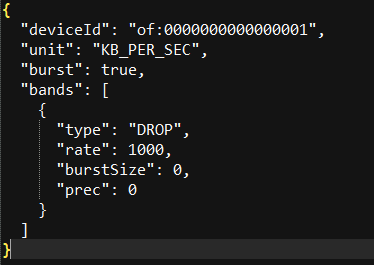 {
  "deviceId": "of:0000000000000001",
  "unit": "KB_PER_SEC",
  "burst": true,
  "bands": [
    {
      "type": "DROP",
      "rate": 1000,
      "burstSize": 0,
      "prec": 0
    }
  ]
}